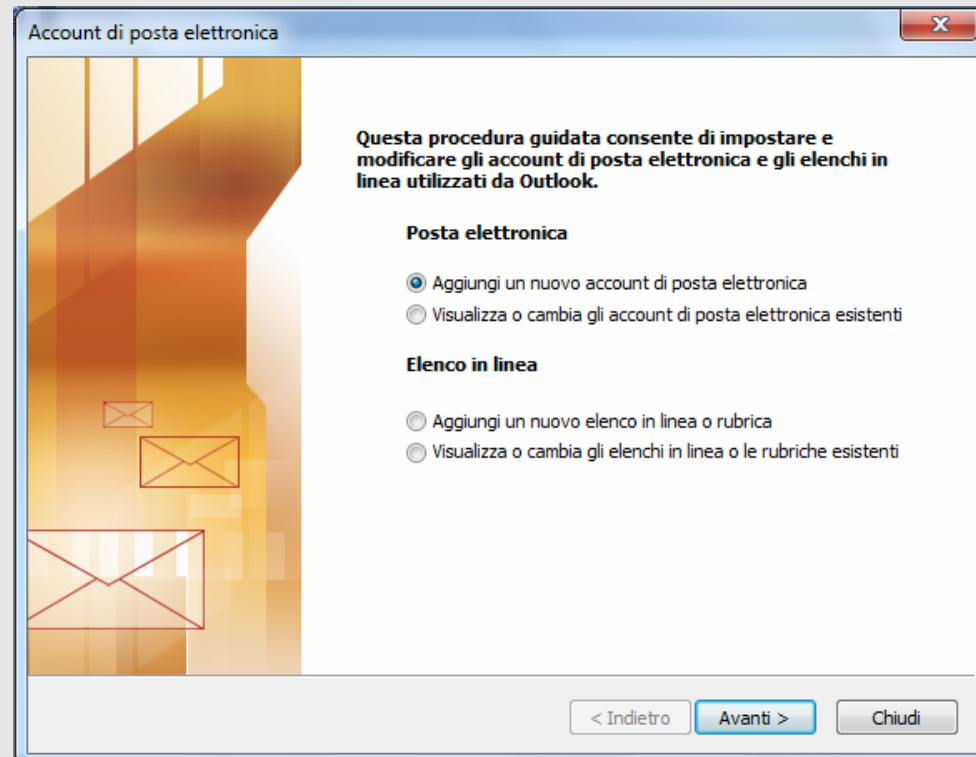 Account di posta elettronica
Questa procedura guidata consente di impostare e
modificare gli account di posta elettronica e gli elenchi in
linea utilizzati da Outlook.
Posta elettronica
Aggiungi un nuovo account di posta elettronica
Visualizza o cambia gli account di posta elettronica esistenti
Elenco in linea
Aggiungi un nuovo elenco in linea o rubrica
Visualizza o cambia gli elenchi in linea o le rubriche esistenti
< Indietro
Avanti >
Chiudi